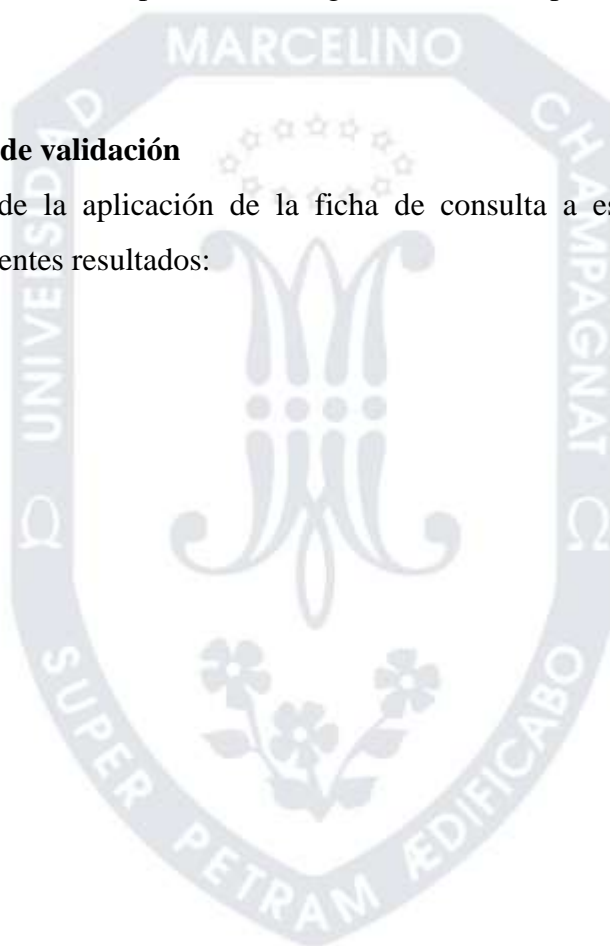 MARCELINO
de validación
de la aplicación de la ficha de consulta a es
entes resultados:
UNIVERSIDAD
CHAMPAGNAT
Ω Ω
SUPER PETRAM ÆDIFICABO